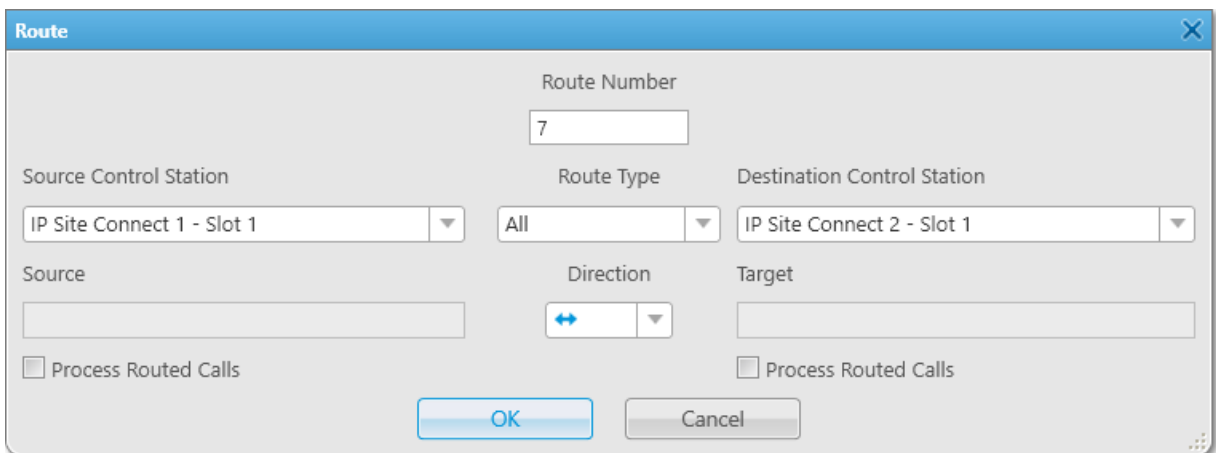 Route
Route Number
7
Source Control Station Route Type Destination Control Station
IP Site Connect 1 - Slot 1 All IP Site Connect 2 - Slot 1
Source Direction Target
Process Routed Calls Process Routed Calls
OK Cancel